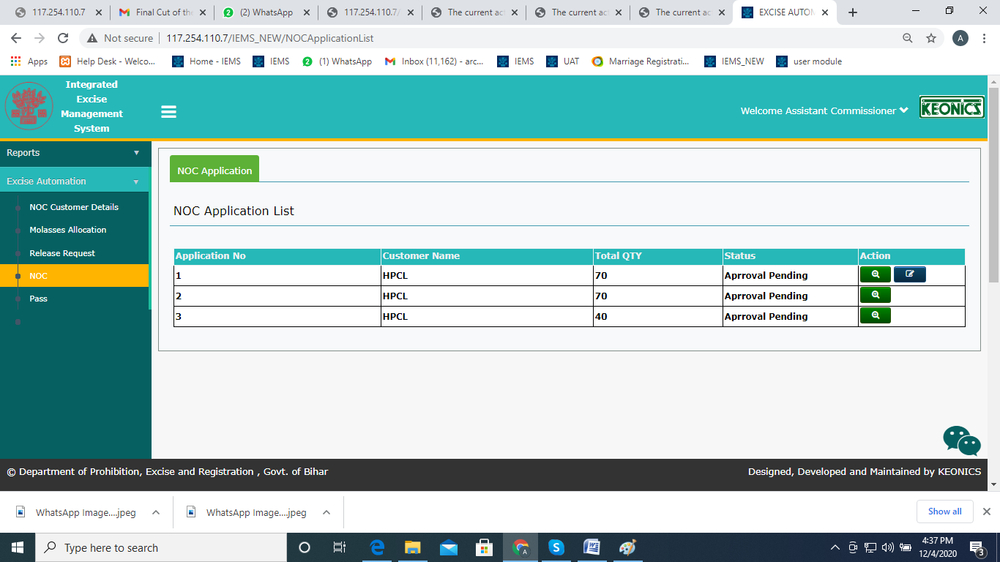 117.254.110.7
Final Cut of the
(2) WhatsApp
117.254.110.7/
The current ac
The current ac
The current ac
EXCISE AUTOM
Not secure 117.254.110.7/IEMS_NEW/NOCApplicationList
A
Apps
Help Desk - Welco...
Home - IEMS
IEMS
(1) WhatsApp
Inbox (11,162) - arc...
IEMS
UAT
Marriage Registrati...
IEMS_NEW
user module
Integrated
Excise
Management
System
Welcome Assistant Commissioner
KEONICS
Reports
Excise Automation
NOC Customer Details
Molasses Allocation
Release Request
NOC
Pass
NOC Application
NOC Application List
Application No Customer Name Total QTY Status Action
1 HPCL 70 Aprroval Pending
2 HPCL 70 Aprroval Pending
3 HPCL 40 Aprroval Pending
© Department of Prohibition, Excise and Registration , Govt. of Bihar
Designed, Developed and Maintained by KEONICS
WhatsApp Image....jpeg
WhatsApp Image....jpeg
Show all
Type here to search
4:37 PM
12/4/2020
3